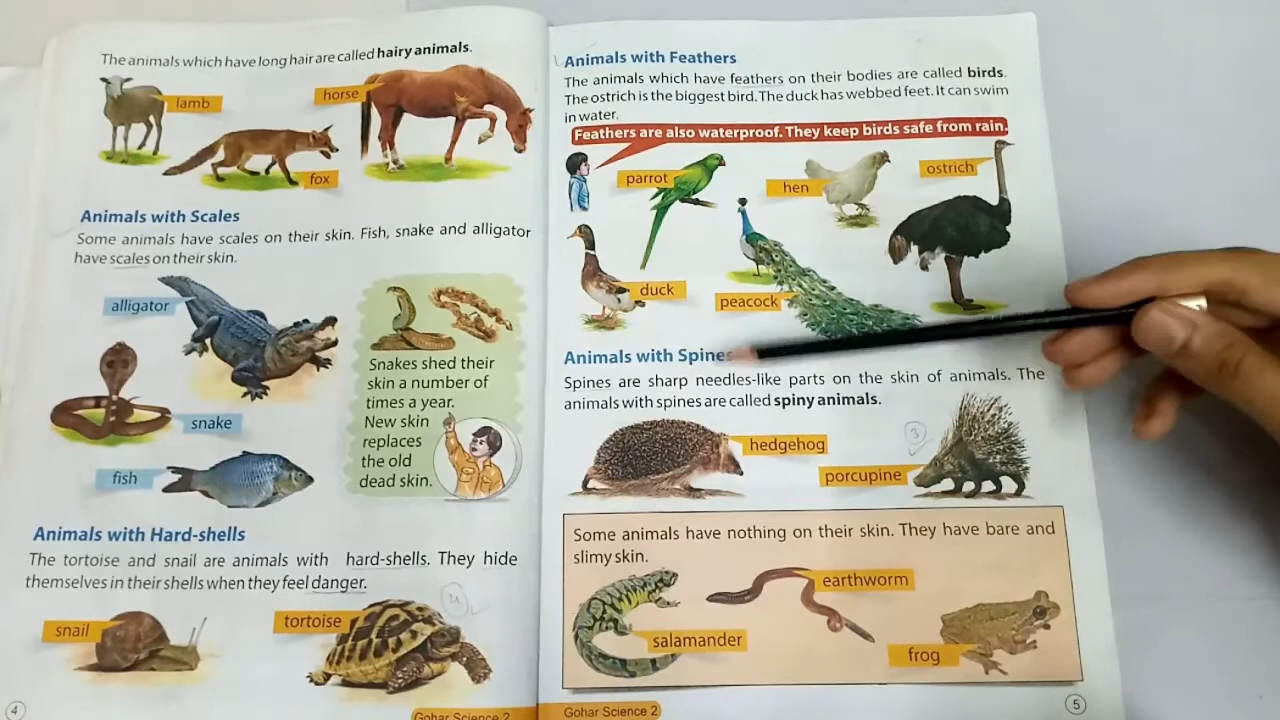 The animals which have long hair are called hairy animals.
lamb
horse
fox
Animals with Scales
Some animals have scales on their skin. Fish, snake and alligator
have scales on their skin.
alligator
snake
fish
Snakes shed their
skin a number of
times a year.
New skin
replaces
the old
dead skin.
Animals with Hard-shells
The tortoise and snail are animals with hard-shells. They hide
themselves in their shells when they feel danger.
snail
tortoise
4
Gohar Science 2
Animals with Feathers
The animals which have feathers on their bodies are called birds.
The ostrich is the biggest bird. The duck has webbed feet. It can swim
in water.
Feathers are also waterproof. They keep birds safe from rain.
parrot
hen
ostrich
duck
peacock
Animals with Spines
Spines are sharp needles-like parts on the skin of animals. The
animals with spines are called spiny animals.
3
hedgehog
porcupine
Some animals have nothing on their skin. They have bare and
slimy skin.
earthworm
salamander
frog
Gohar Science 2
5